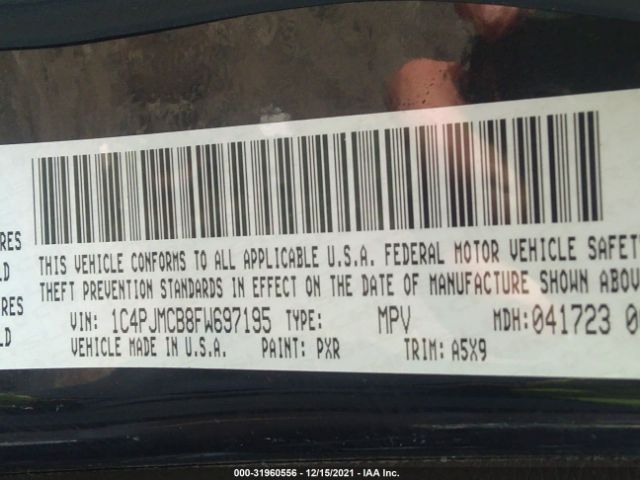 RES
LD
RES
LD
THIS VEHICLE CONFORMS TO ALL APPLICABLE U.S.A. FEDERAL MOTOR VEHICLE SAFET
THEFT PREVENTION STANDARDS IN EFFECT ON THE DATE OF MANUFACTURE SHOWN ABOV
VIN: 1C4PJMCB8FW697195 TYPE: MPV MDH:041723 0
VEHICLE MADE IN U.S.A. PAINT: PXR TRIM: A5X9
000-31960556 - 12/15/2021 - IAA Inc.